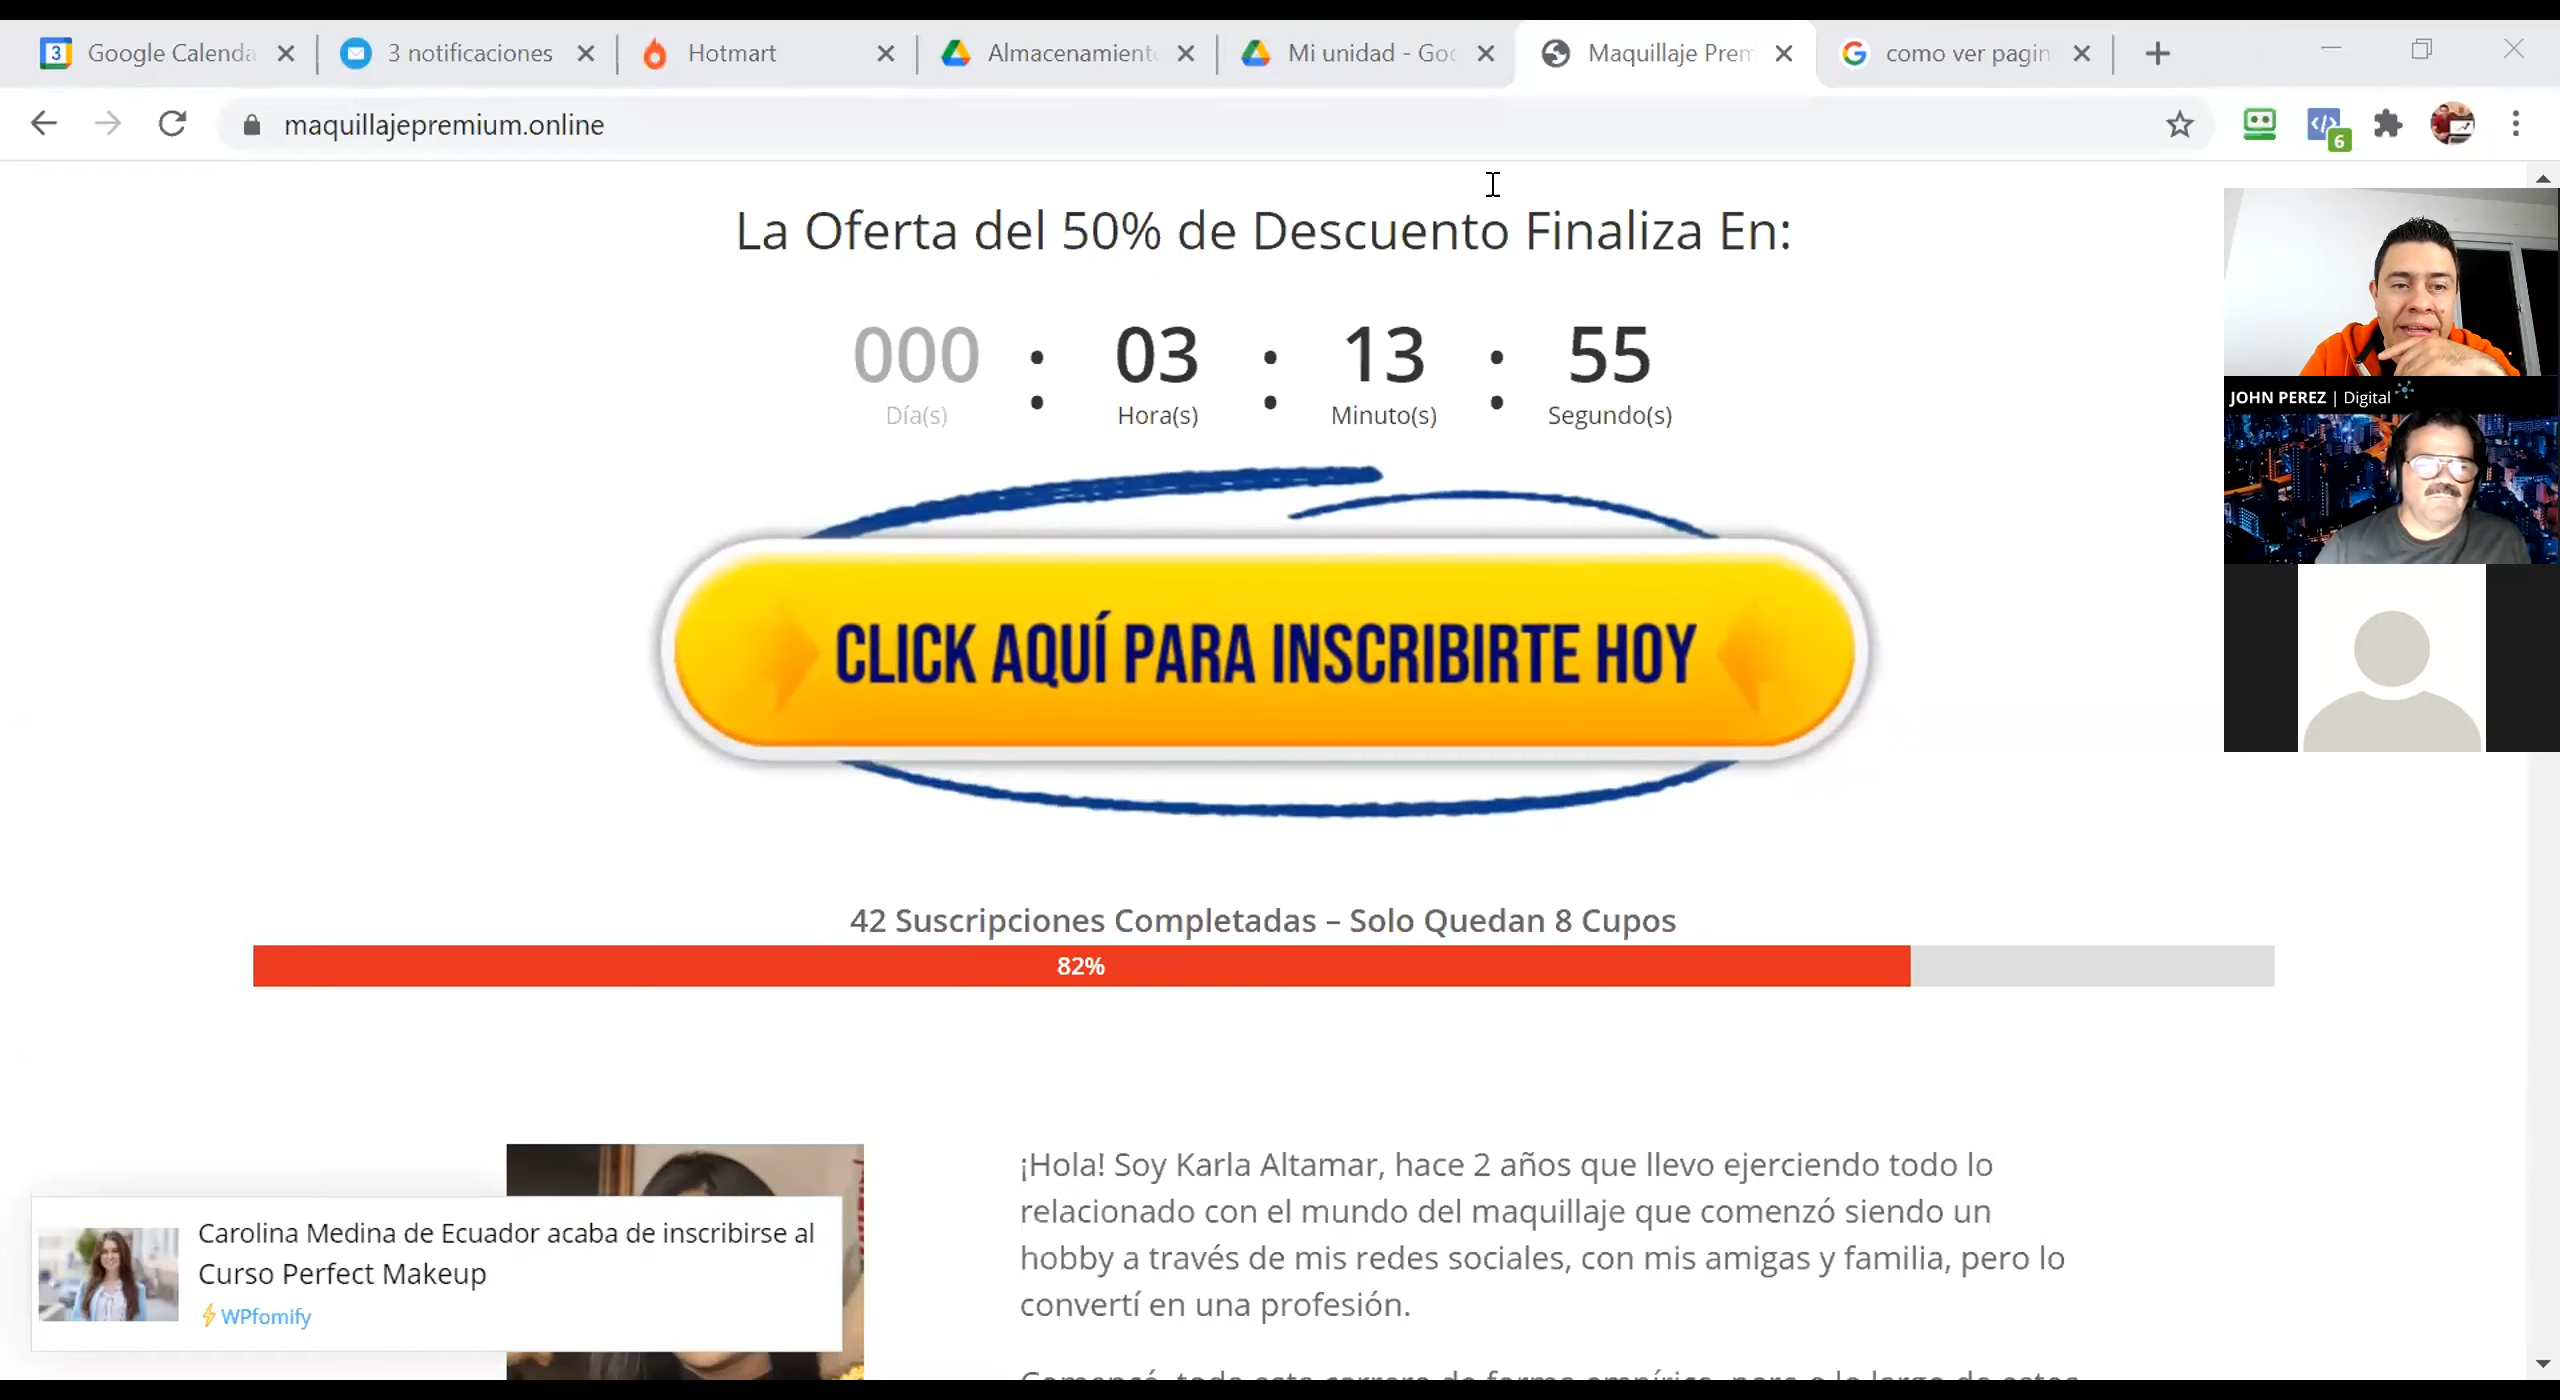 Google Calenda
3 notificaciones
Hotmart
Almacenamient
Mi unidad - Goo
Maquillaje Prem
como ver pagin
maquillajepremium.online
6
La Oferta del 50% de Descuento Finaliza En:
000 : 03 : 13 : 55
Día(s) Hora(s) Minuto(s) Segundo(s)
JOHN PEREZ | Digital
CLICK AQUÍ PARA INSCRIBIRTE HOY
42 Suscripciones Completadas – Solo Quedan 8 Cupos
82%
¡Hola! Soy Karla Altamar, hace 2 años que llevo ejerciendo todo lo
relacionado con el mundo del maquillaje que comenzó siendo un
hobby a través de mis redes sociales, con mis amigas y familia, pero lo
convertí en una profesión.
Carolina Medina de Ecuador acaba de inscribirse al
Curso Perfect Makeup
WPfomify